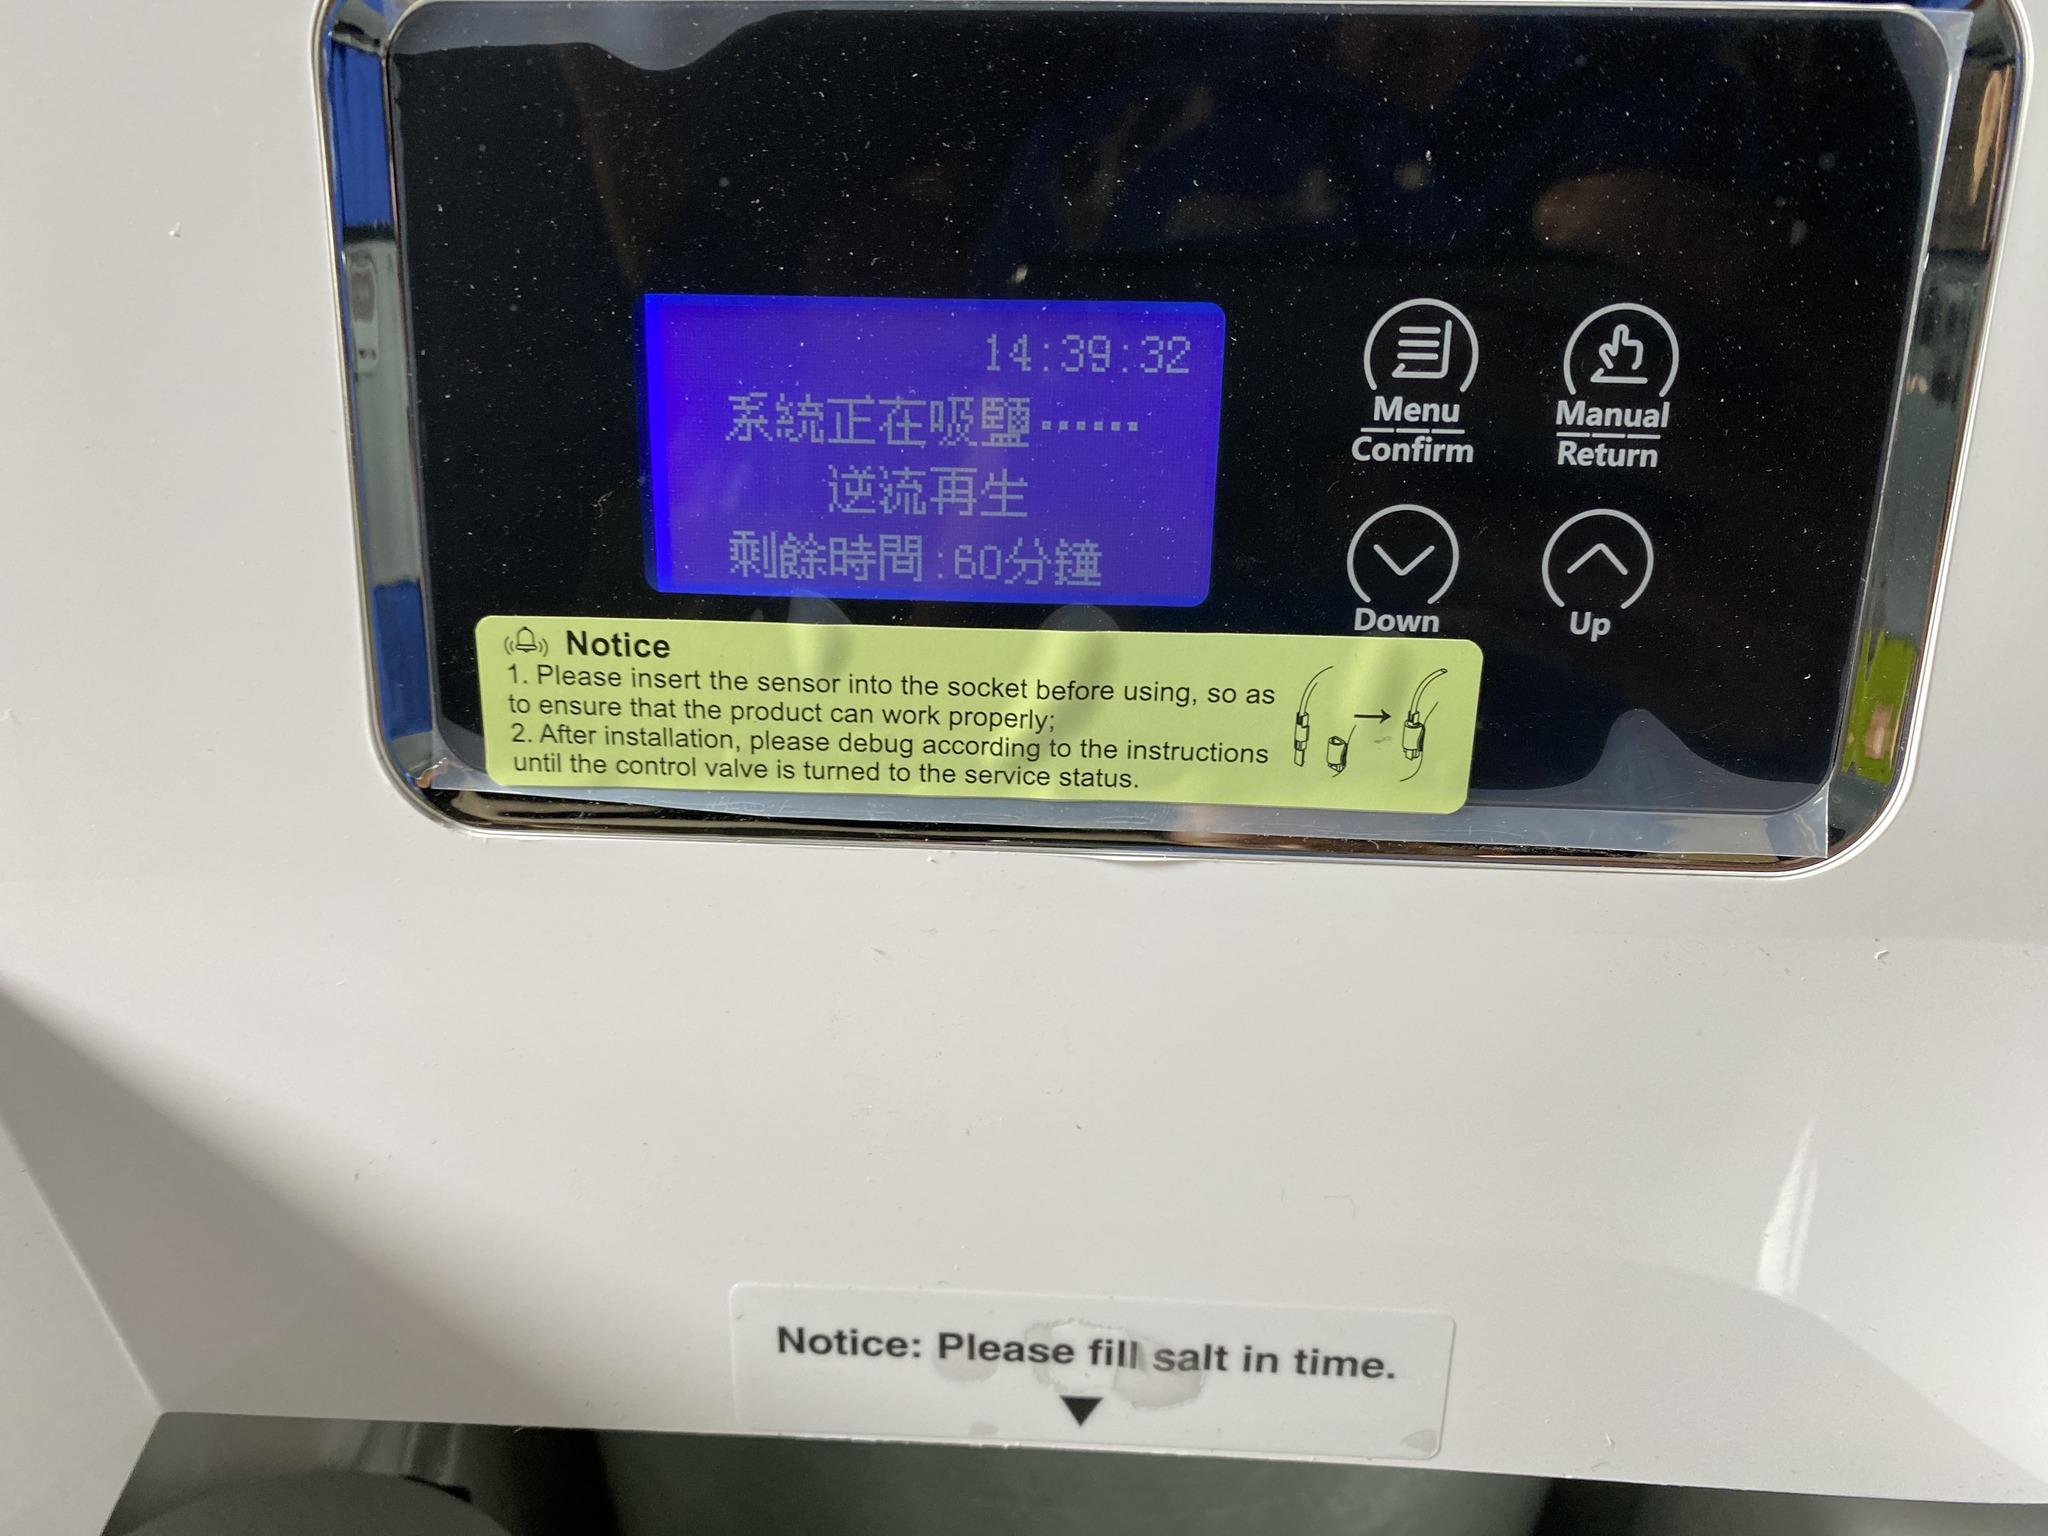 14:39:32
系統正在吸鹽······
逆流再生
剩餘時間:60分鐘
Menu
Confirm
Manual
Return
Down
Up
Notice
1. Please insert the sensor into the socket before using, so as
to ensure that the product can work properly;
2. After installation, please debug according to the instructions
until the control valve is turned to the service status.
Notice: Please fill salt in time.